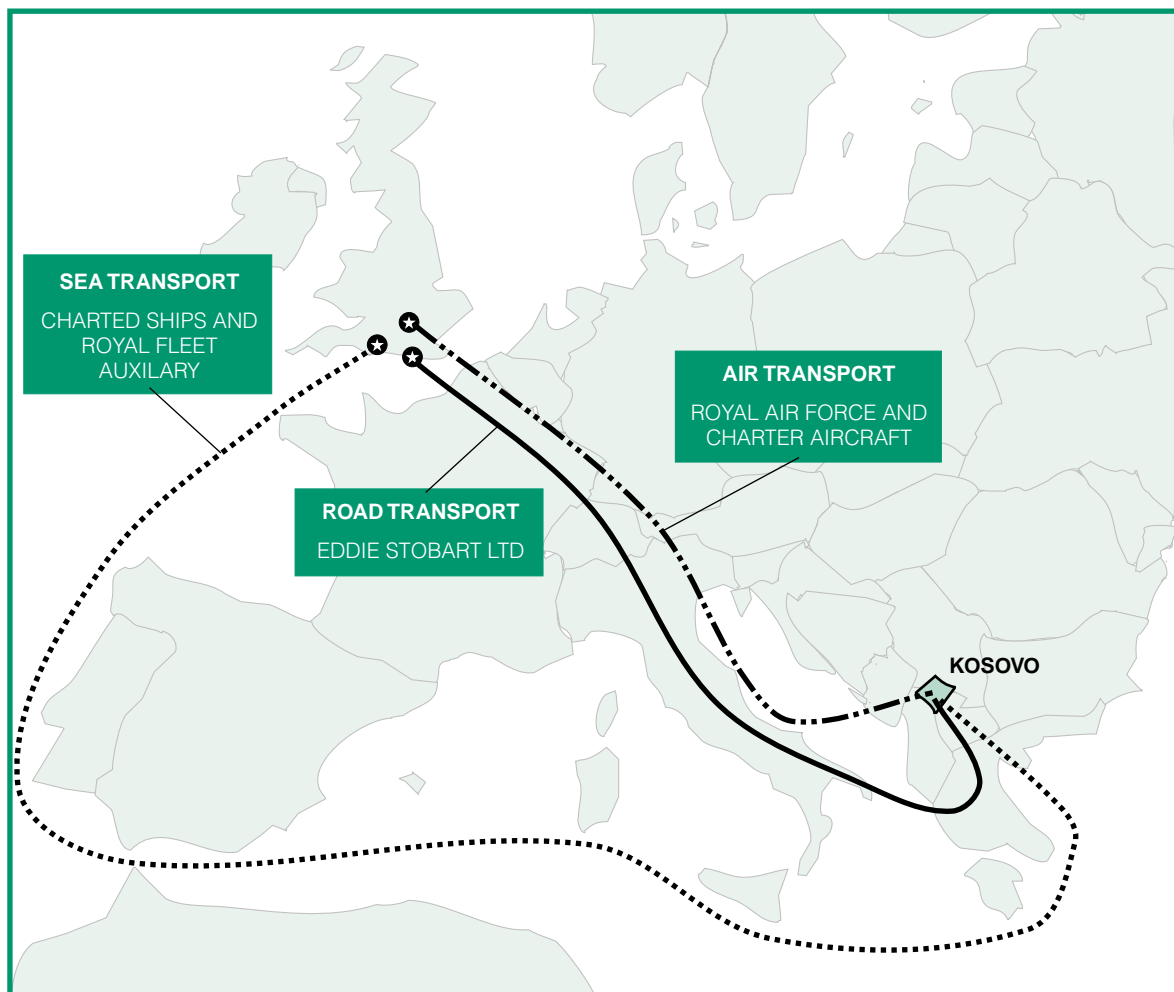 SEA TRANSPORT
CHARTED SHIPS AND
ROYAL FLEET
AUXILARY
AIR TRANSPORT
ROYAL AIR FORCE AND
CHARTER AIRCRAFT
ROAD TRANSPORT
EDDIE STOBART LTD
KOSOVO